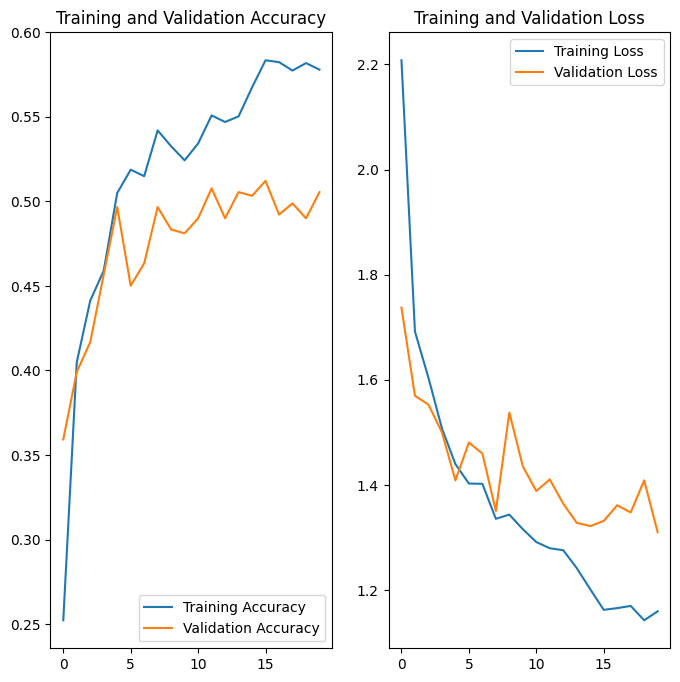 Training and Validation Accuracy
0.60
0.55
0.50
0.45
0.40
0.35
0.30
0.25
0 5 10 15
Training Accuracy
Validation Accuracy
Training and Validation Loss
2.2
2.0
1.8
1.6
1.4
1.2
0 5 10 15
Training Loss
Validation Loss